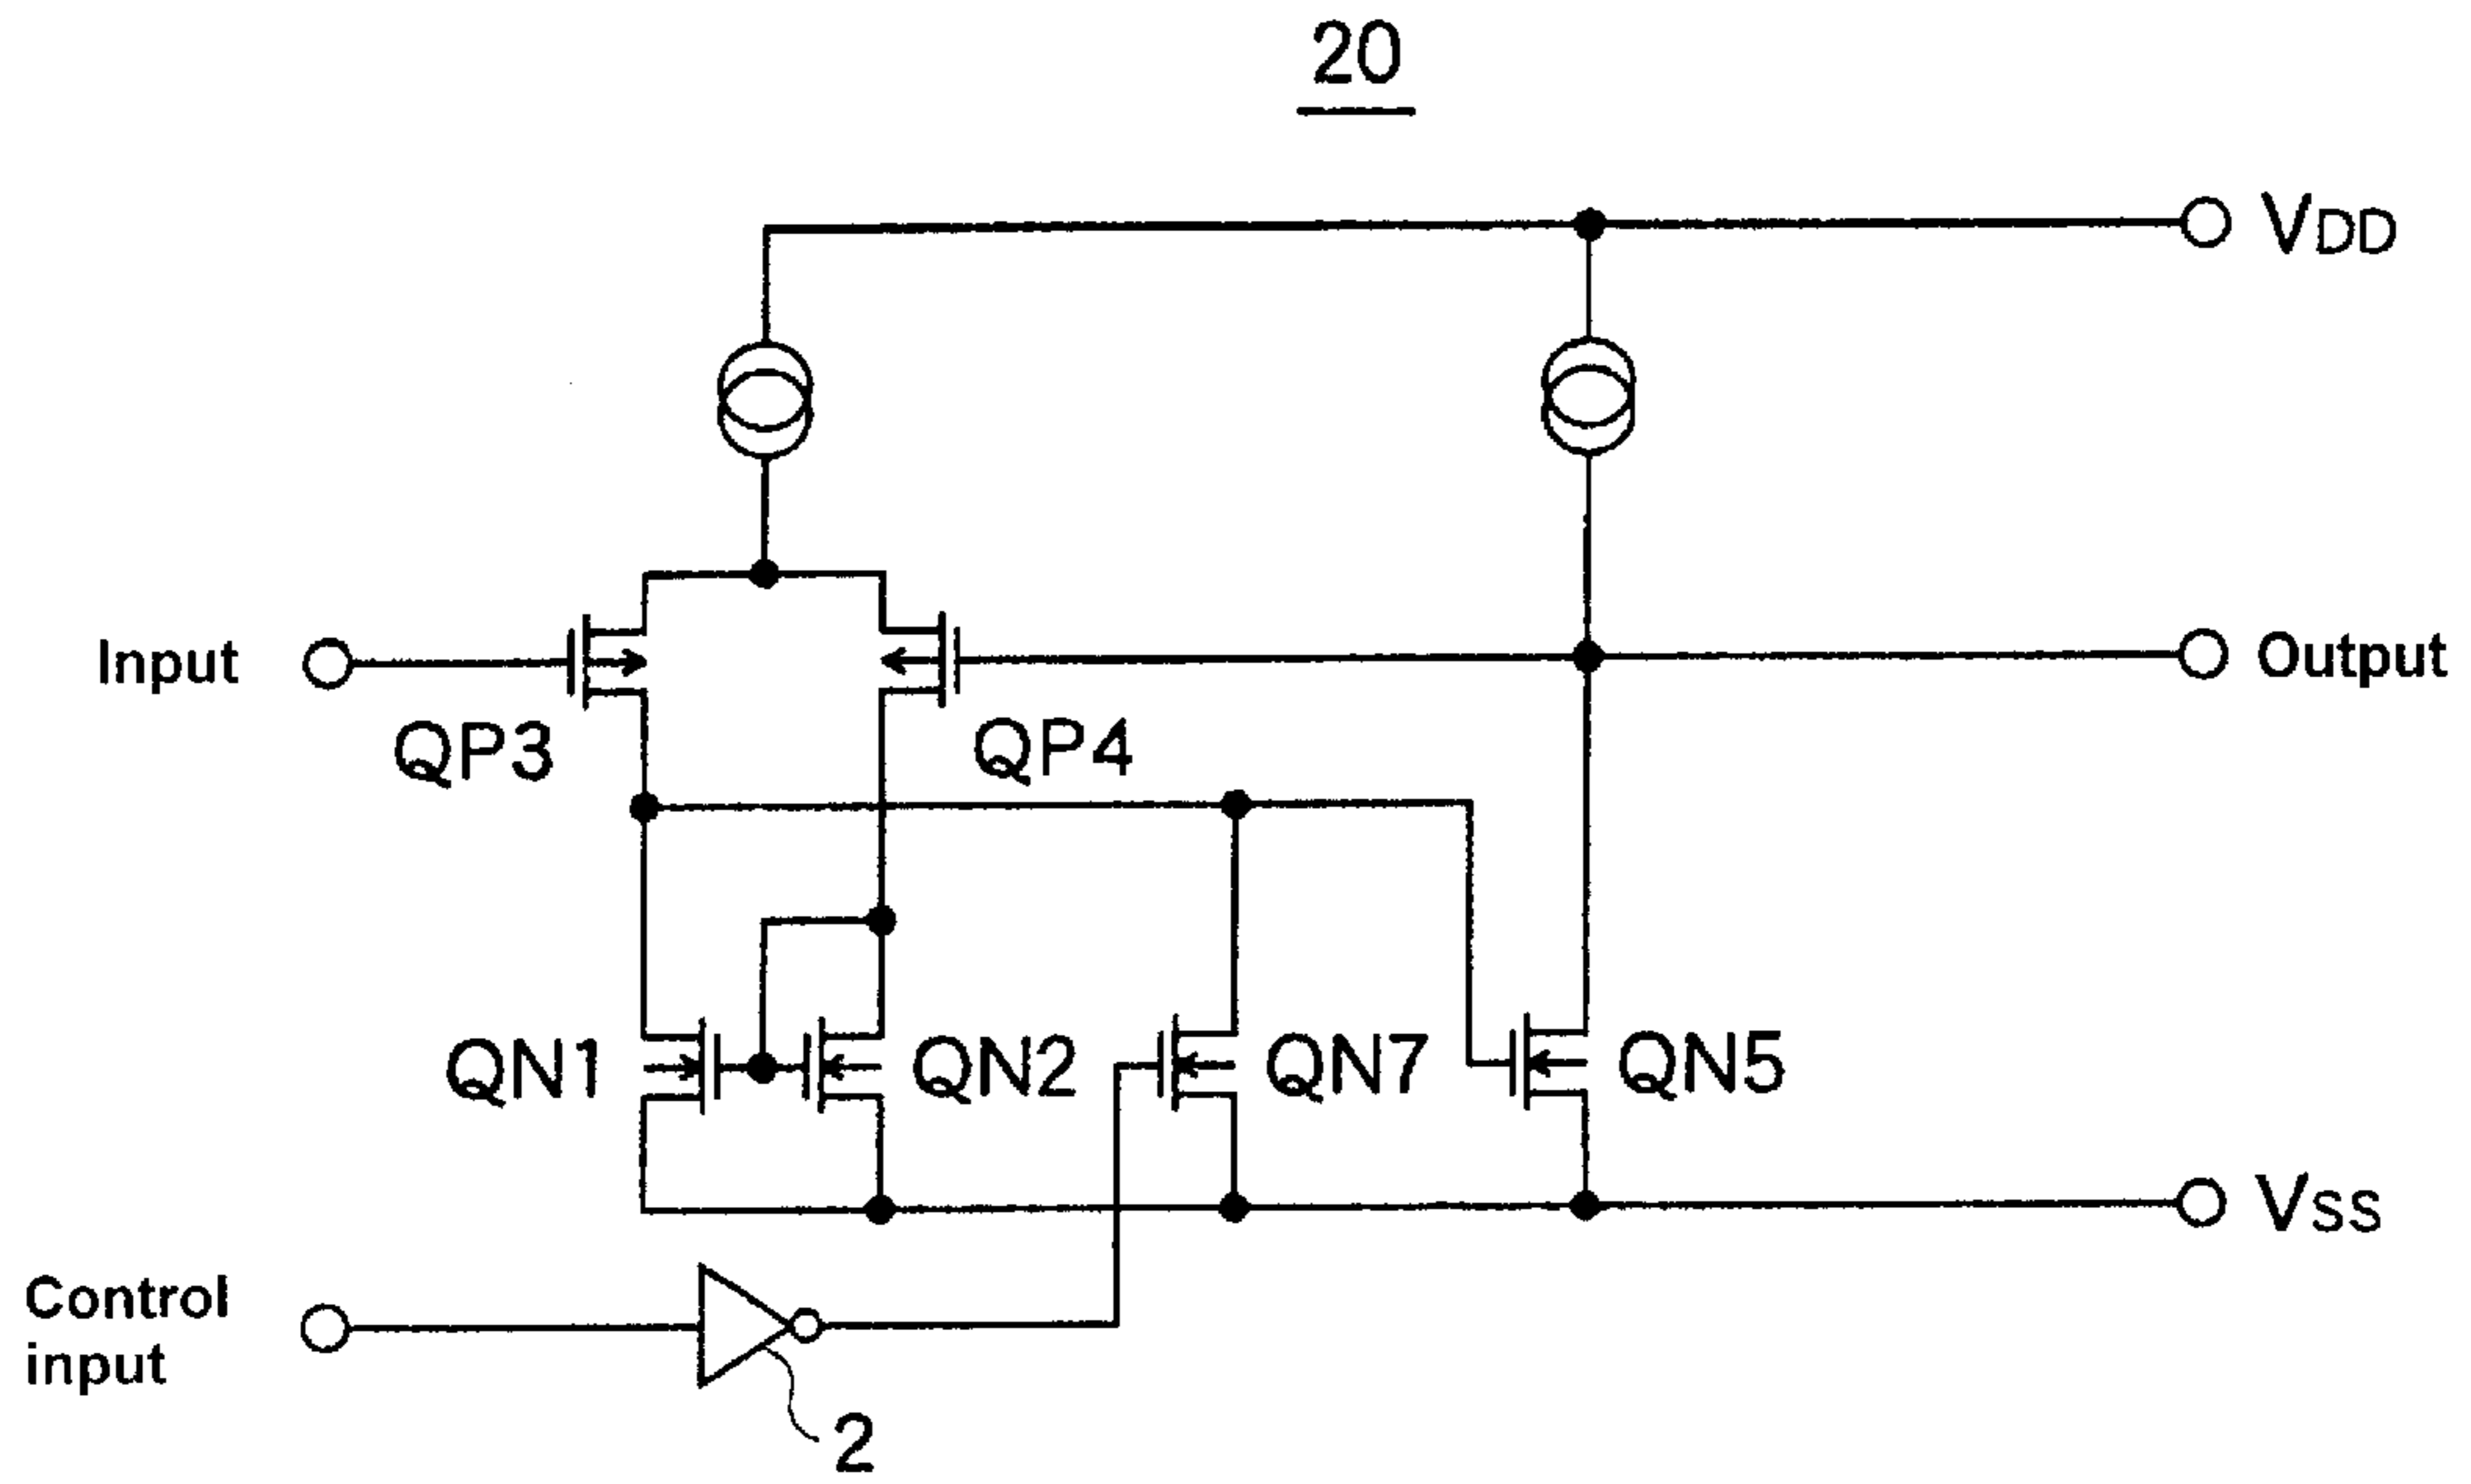 20
VDD
Input
Output
QP3
QP4
QN1
QN2
QN7
QN5
VSS
Control
input
2